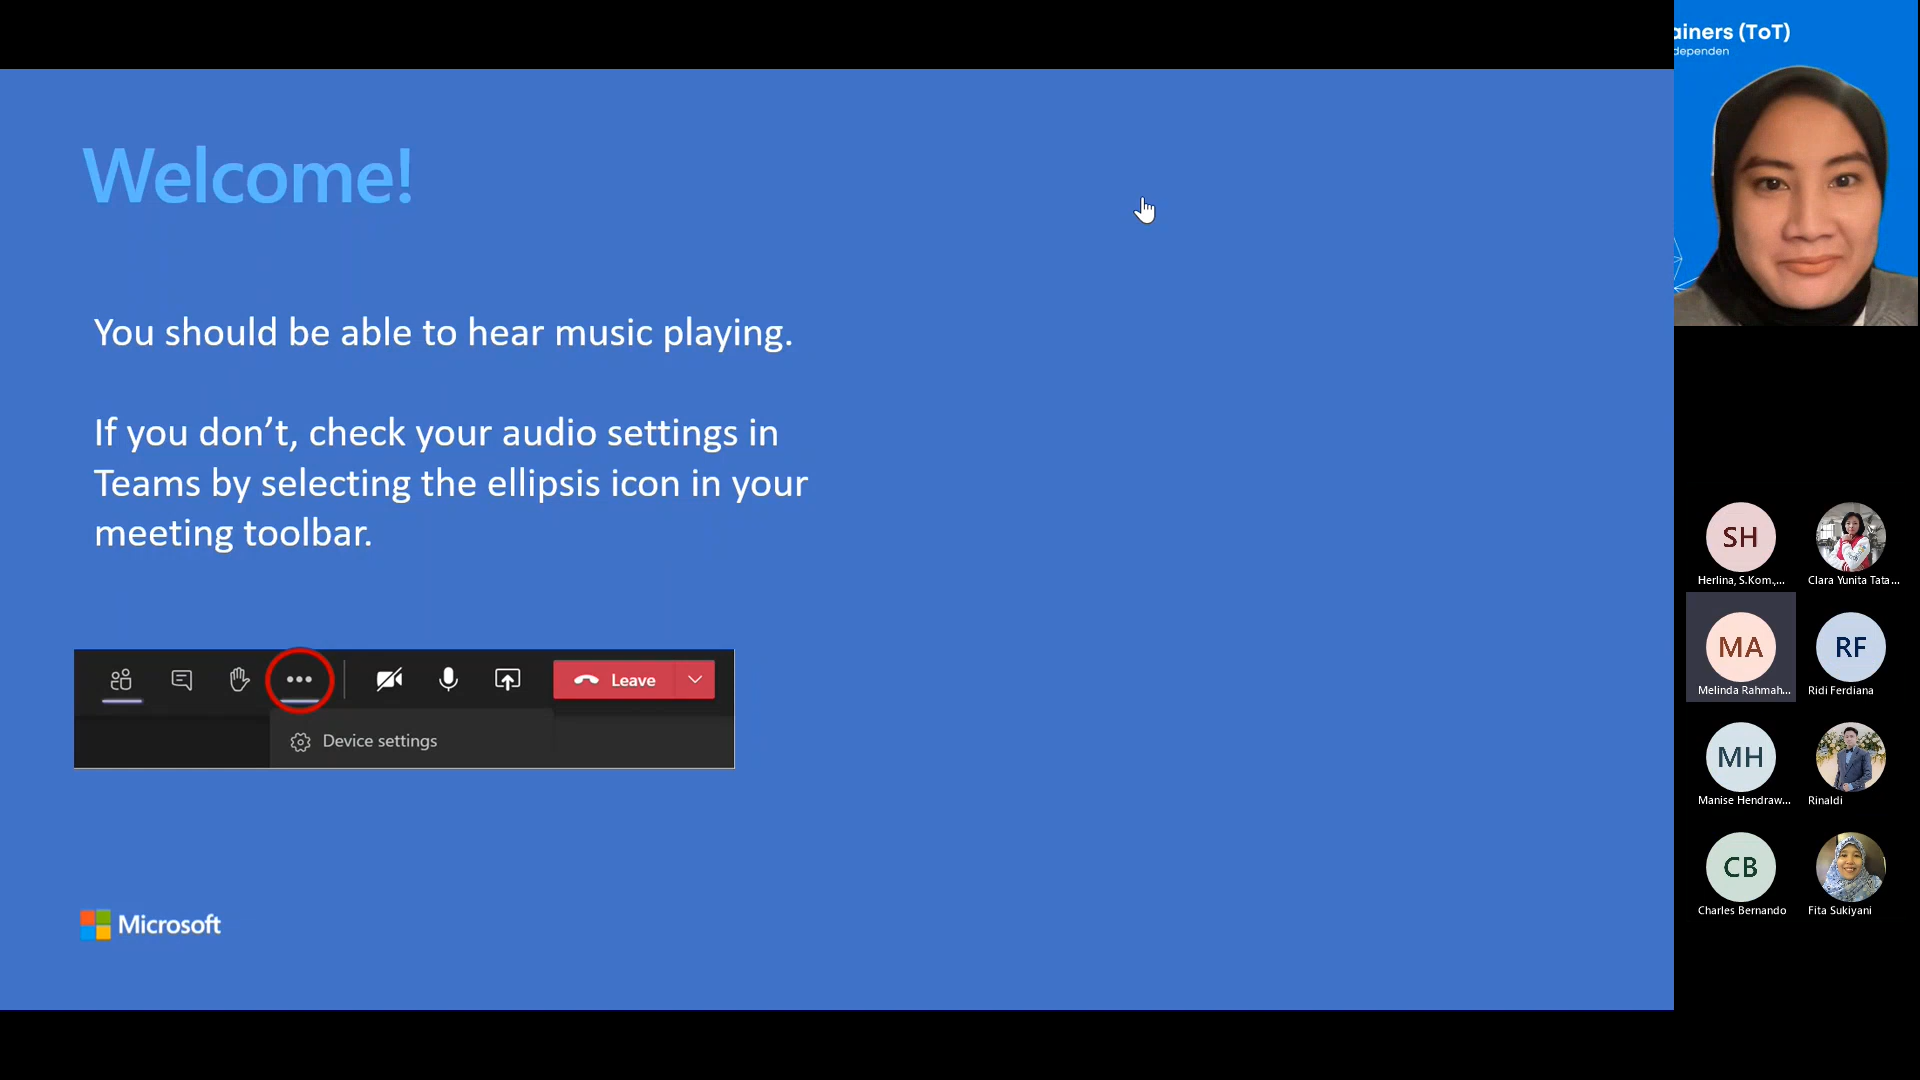 Welcome!
You should be able to hear music playing.
If you don’t, check your audio settings in
Teams by selecting the ellipsis icon in your
meeting toolbar.
Leave
Device settings
Microsoft
ainers (ToT)
dependen
SH
Herlina, S.Kom.,...
Clara Yunita Tata...
MA
Melinda Rahmah...
RF
Ridi Ferdiana
MH
Manise Hendraw...
Rinaldi
CB
Charles Bernando
Fita Sukiyani